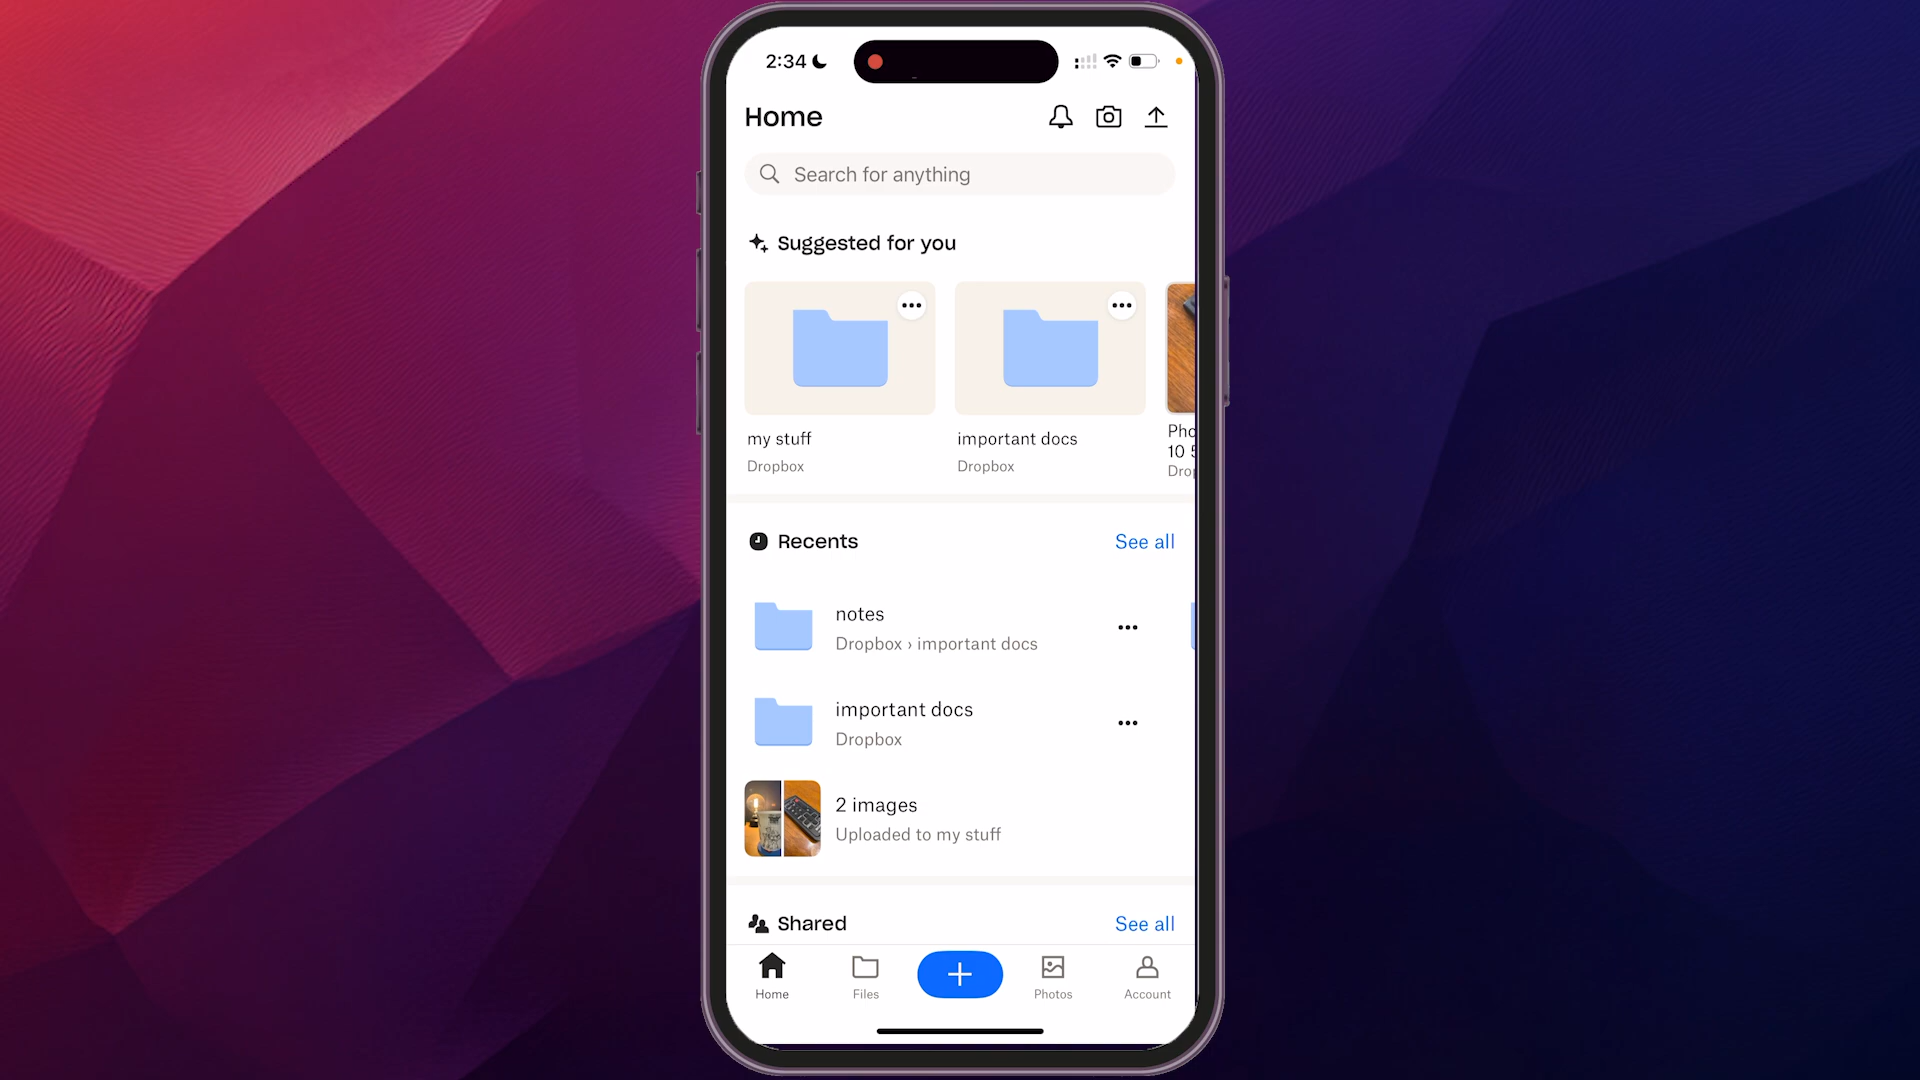 2:34
Home
Search for anything
Suggested for you
my stuff
Dropbox
important docs
Dropbox
Recents
See all
notes
Dropbox › important docs
important docs
Dropbox
2 images
Uploaded to my stuff
Shared
See all
Home
Files
Photos
Account